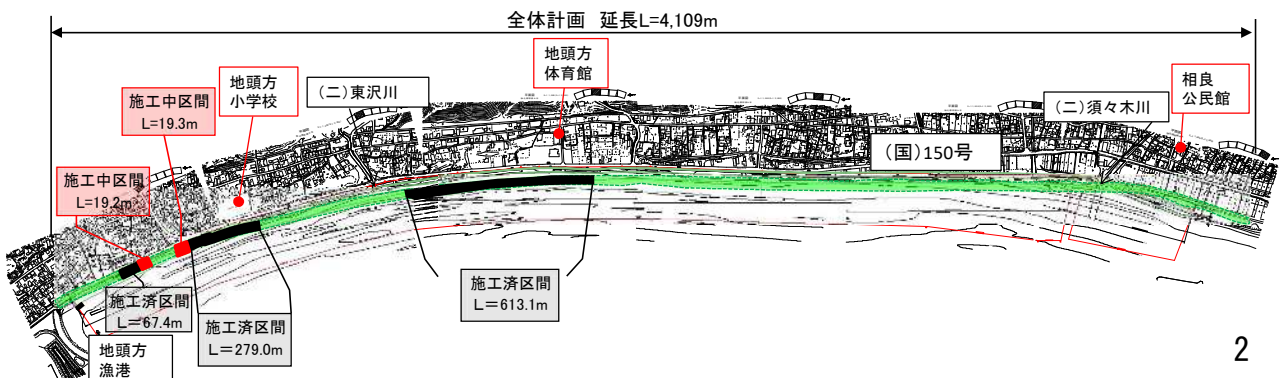 全体計画 延長L=4,109m
地頭方
体育館
地頭方
小学校
(二)東沢川
相良
公民館
(二)須々木川
施工中区間
L=19.3m
(国)150号
施工中区間
L=19.2m
施工済区間
L=613.1m
施工済区間
L=67.4m
施工済区間
L=279.0m
地頭方
漁港
2